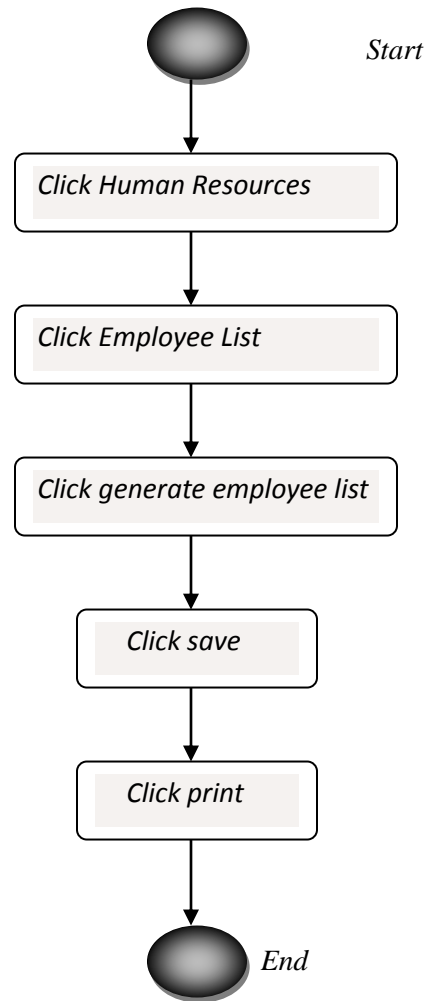 Start
Click Human Resources
Click Employee List
Click generate employee list
Click save
Click print
End